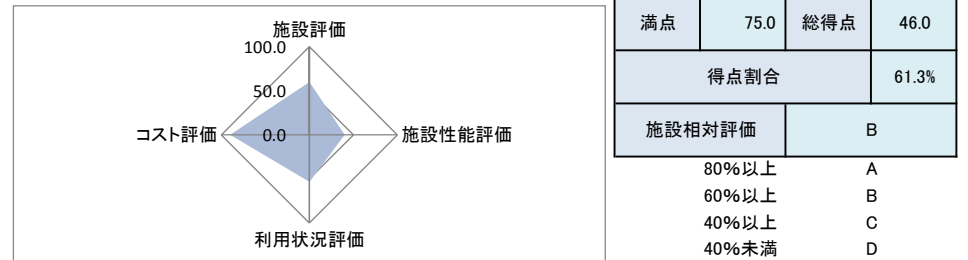 施設評価
100.0
50.0
0.0
コスト評価
施設性能評価
利用状況評価
満点 75.0 総得点 46.0
得点割合 61.3%
施設相対評価 B
80%以上 A
60%以上 B
40%以上 C
40%未満 D